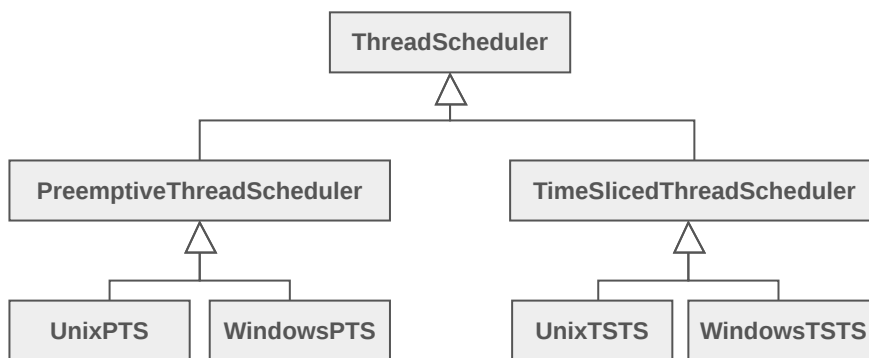 ThreadScheduler
PreemptiveThreadScheduler
TimeSlicedThreadScheduler
UnixPTS
WindowsPTS
UnixTSTS
WindowsTSTS